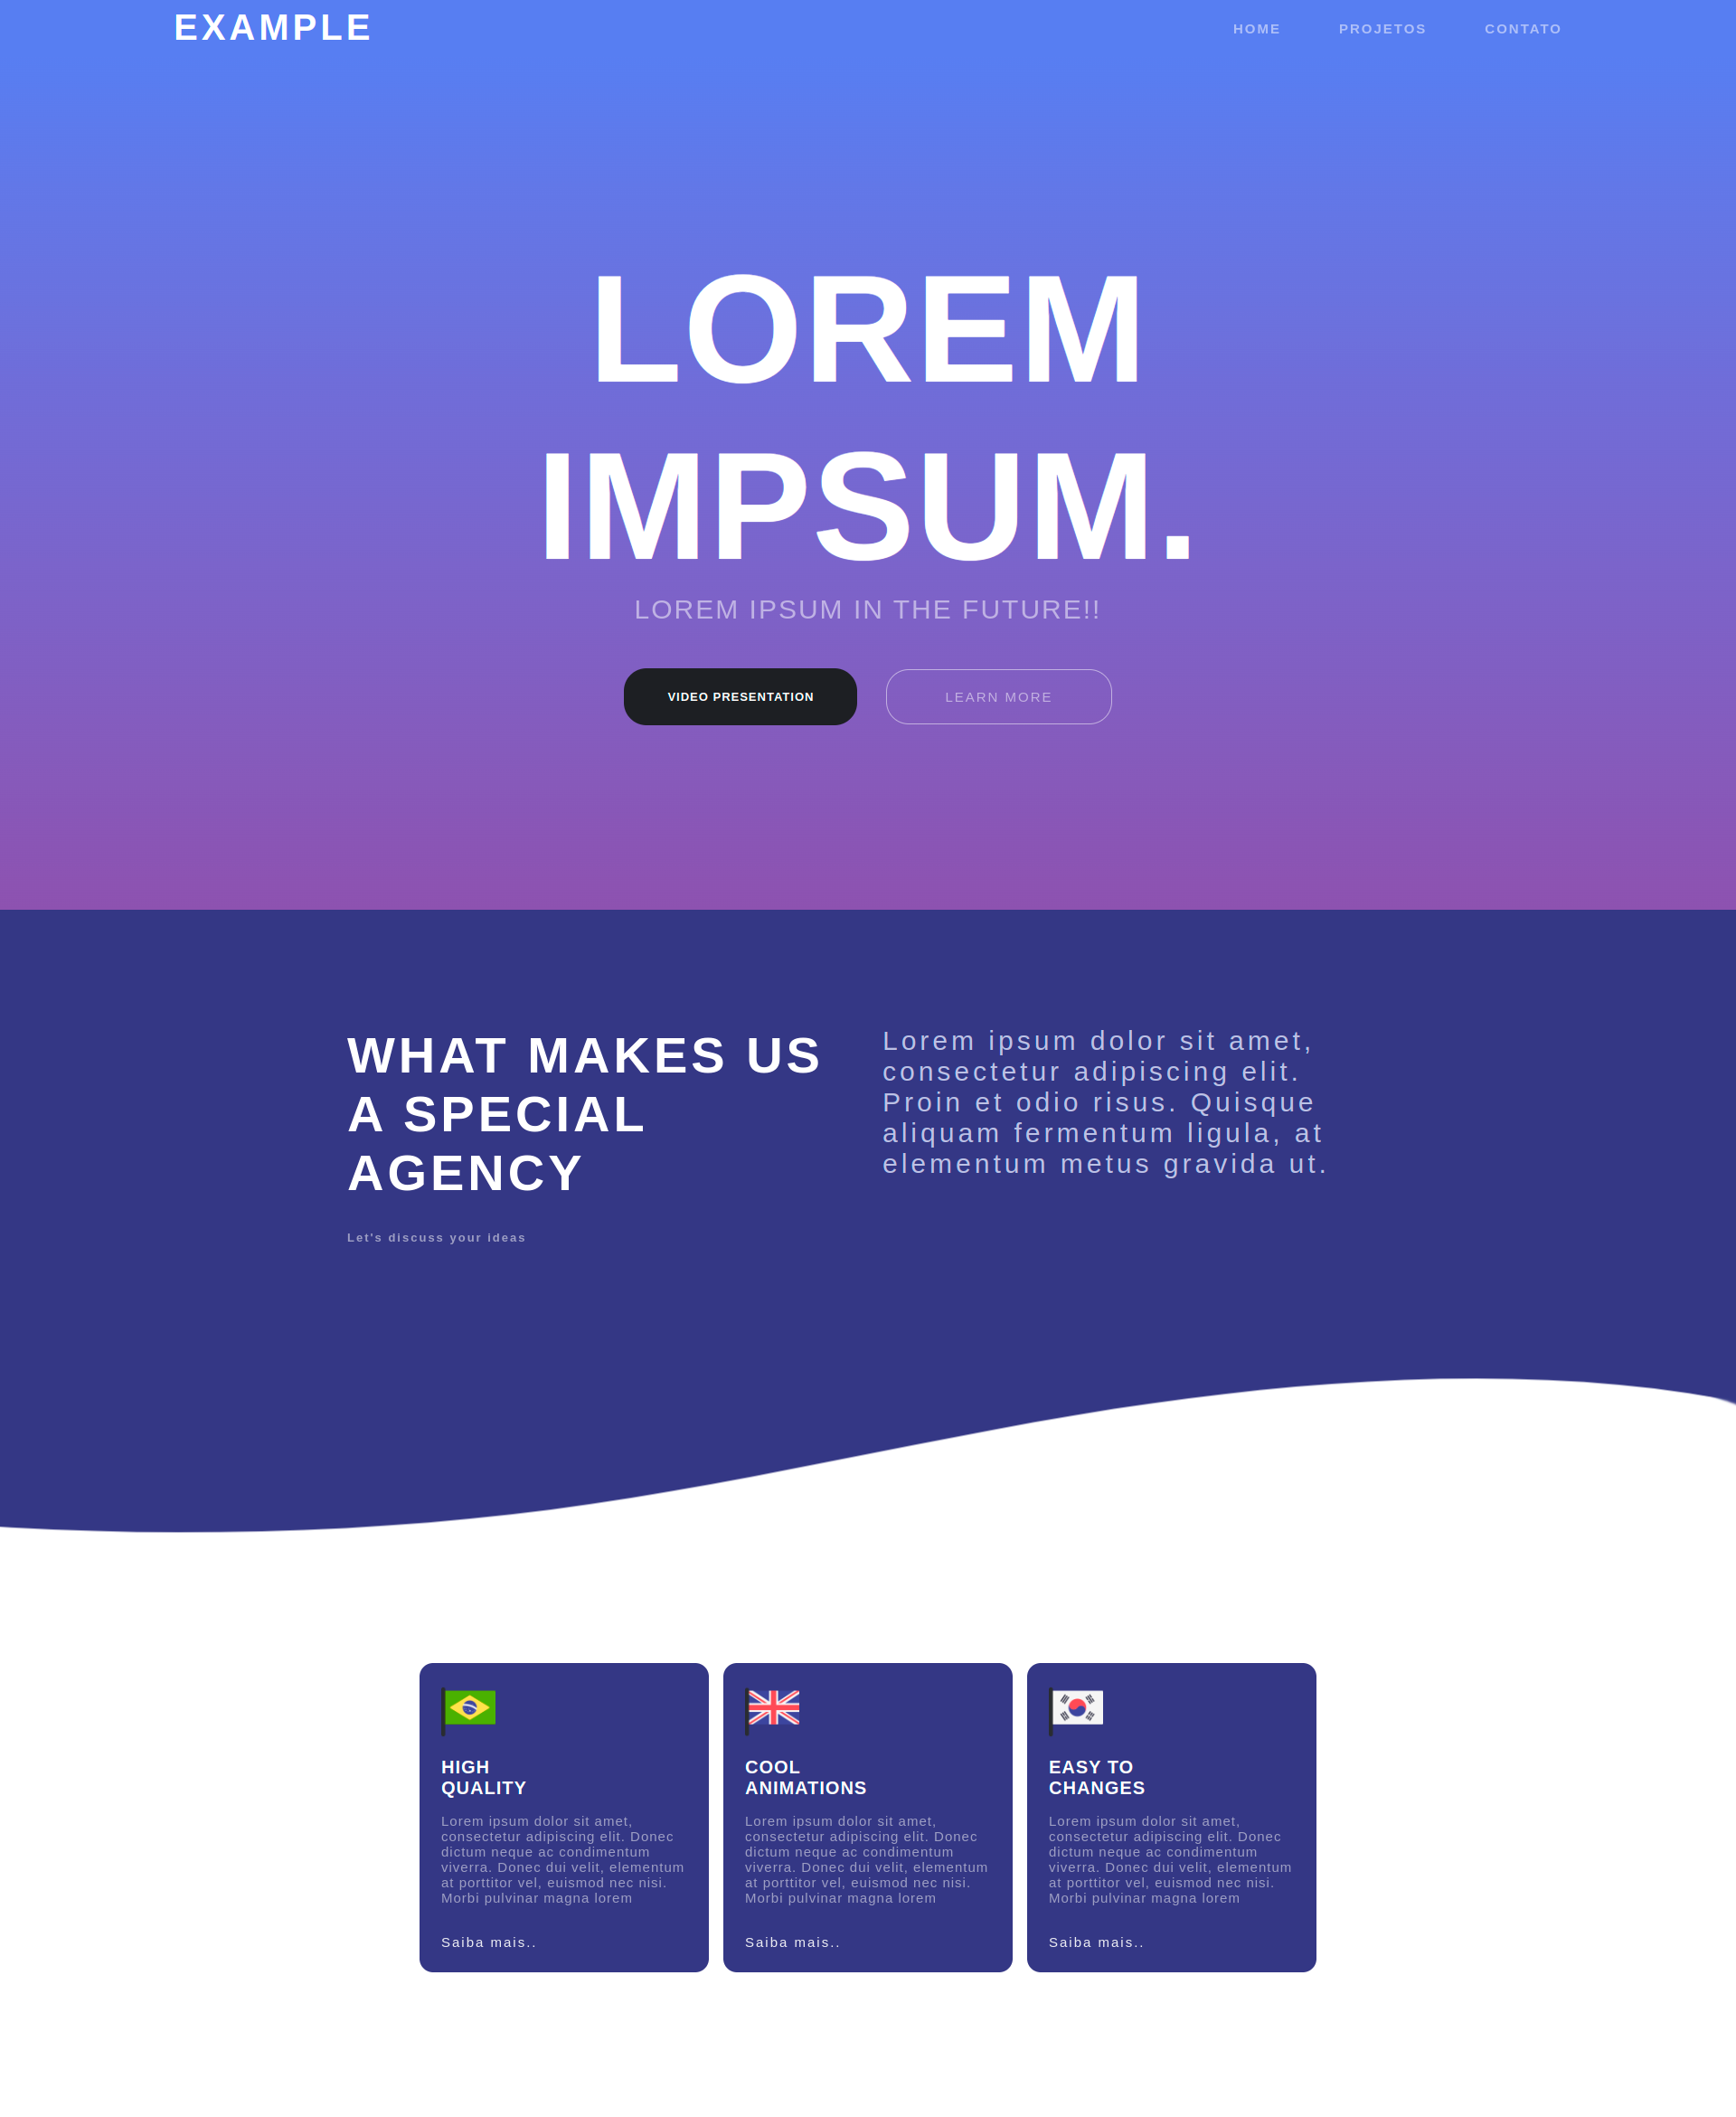 EXAMPLE
HOME PROJETOS CONTATO
LOREM
IMPSUM.
LOREM IPSUM IN THE FUTURE!!
VIDEO PRESENTATION
LEARN MORE
WHAT MAKES US
A SPECIAL
AGENCY
Let's discuss your ideas
Lorem ipsum dolor sit amet,
consectetur adipiscing elit.
Proin et odio risus. Quisque
aliquam fermentum ligula, at
elementum metus gravida ut.
HIGH
QUALITY
Lorem ipsum dolor sit amet,
consectetur adipiscing elit. Donec
dictum neque ac condimentum
viverra. Donec dui velit, elementum
at porttitor vel, euismod nec nisi.
Morbi pulvinar magna lorem
Saiba mais..
COOL
ANIMATIONS
Lorem ipsum dolor sit amet,
consectetur adipiscing elit. Donec
dictum neque ac condimentum
viverra. Donec dui velit, elementum
at porttitor vel, euismod nec nisi.
Morbi pulvinar magna lorem
Saiba mais..
EASY TO
CHANGES
Lorem ipsum dolor sit amet,
consectetur adipiscing elit. Donec
dictum neque ac condimentum
viverra. Donec dui velit, elementum
at porttitor vel, euismod nec nisi.
Morbi pulvinar magna lorem
Saiba mais..